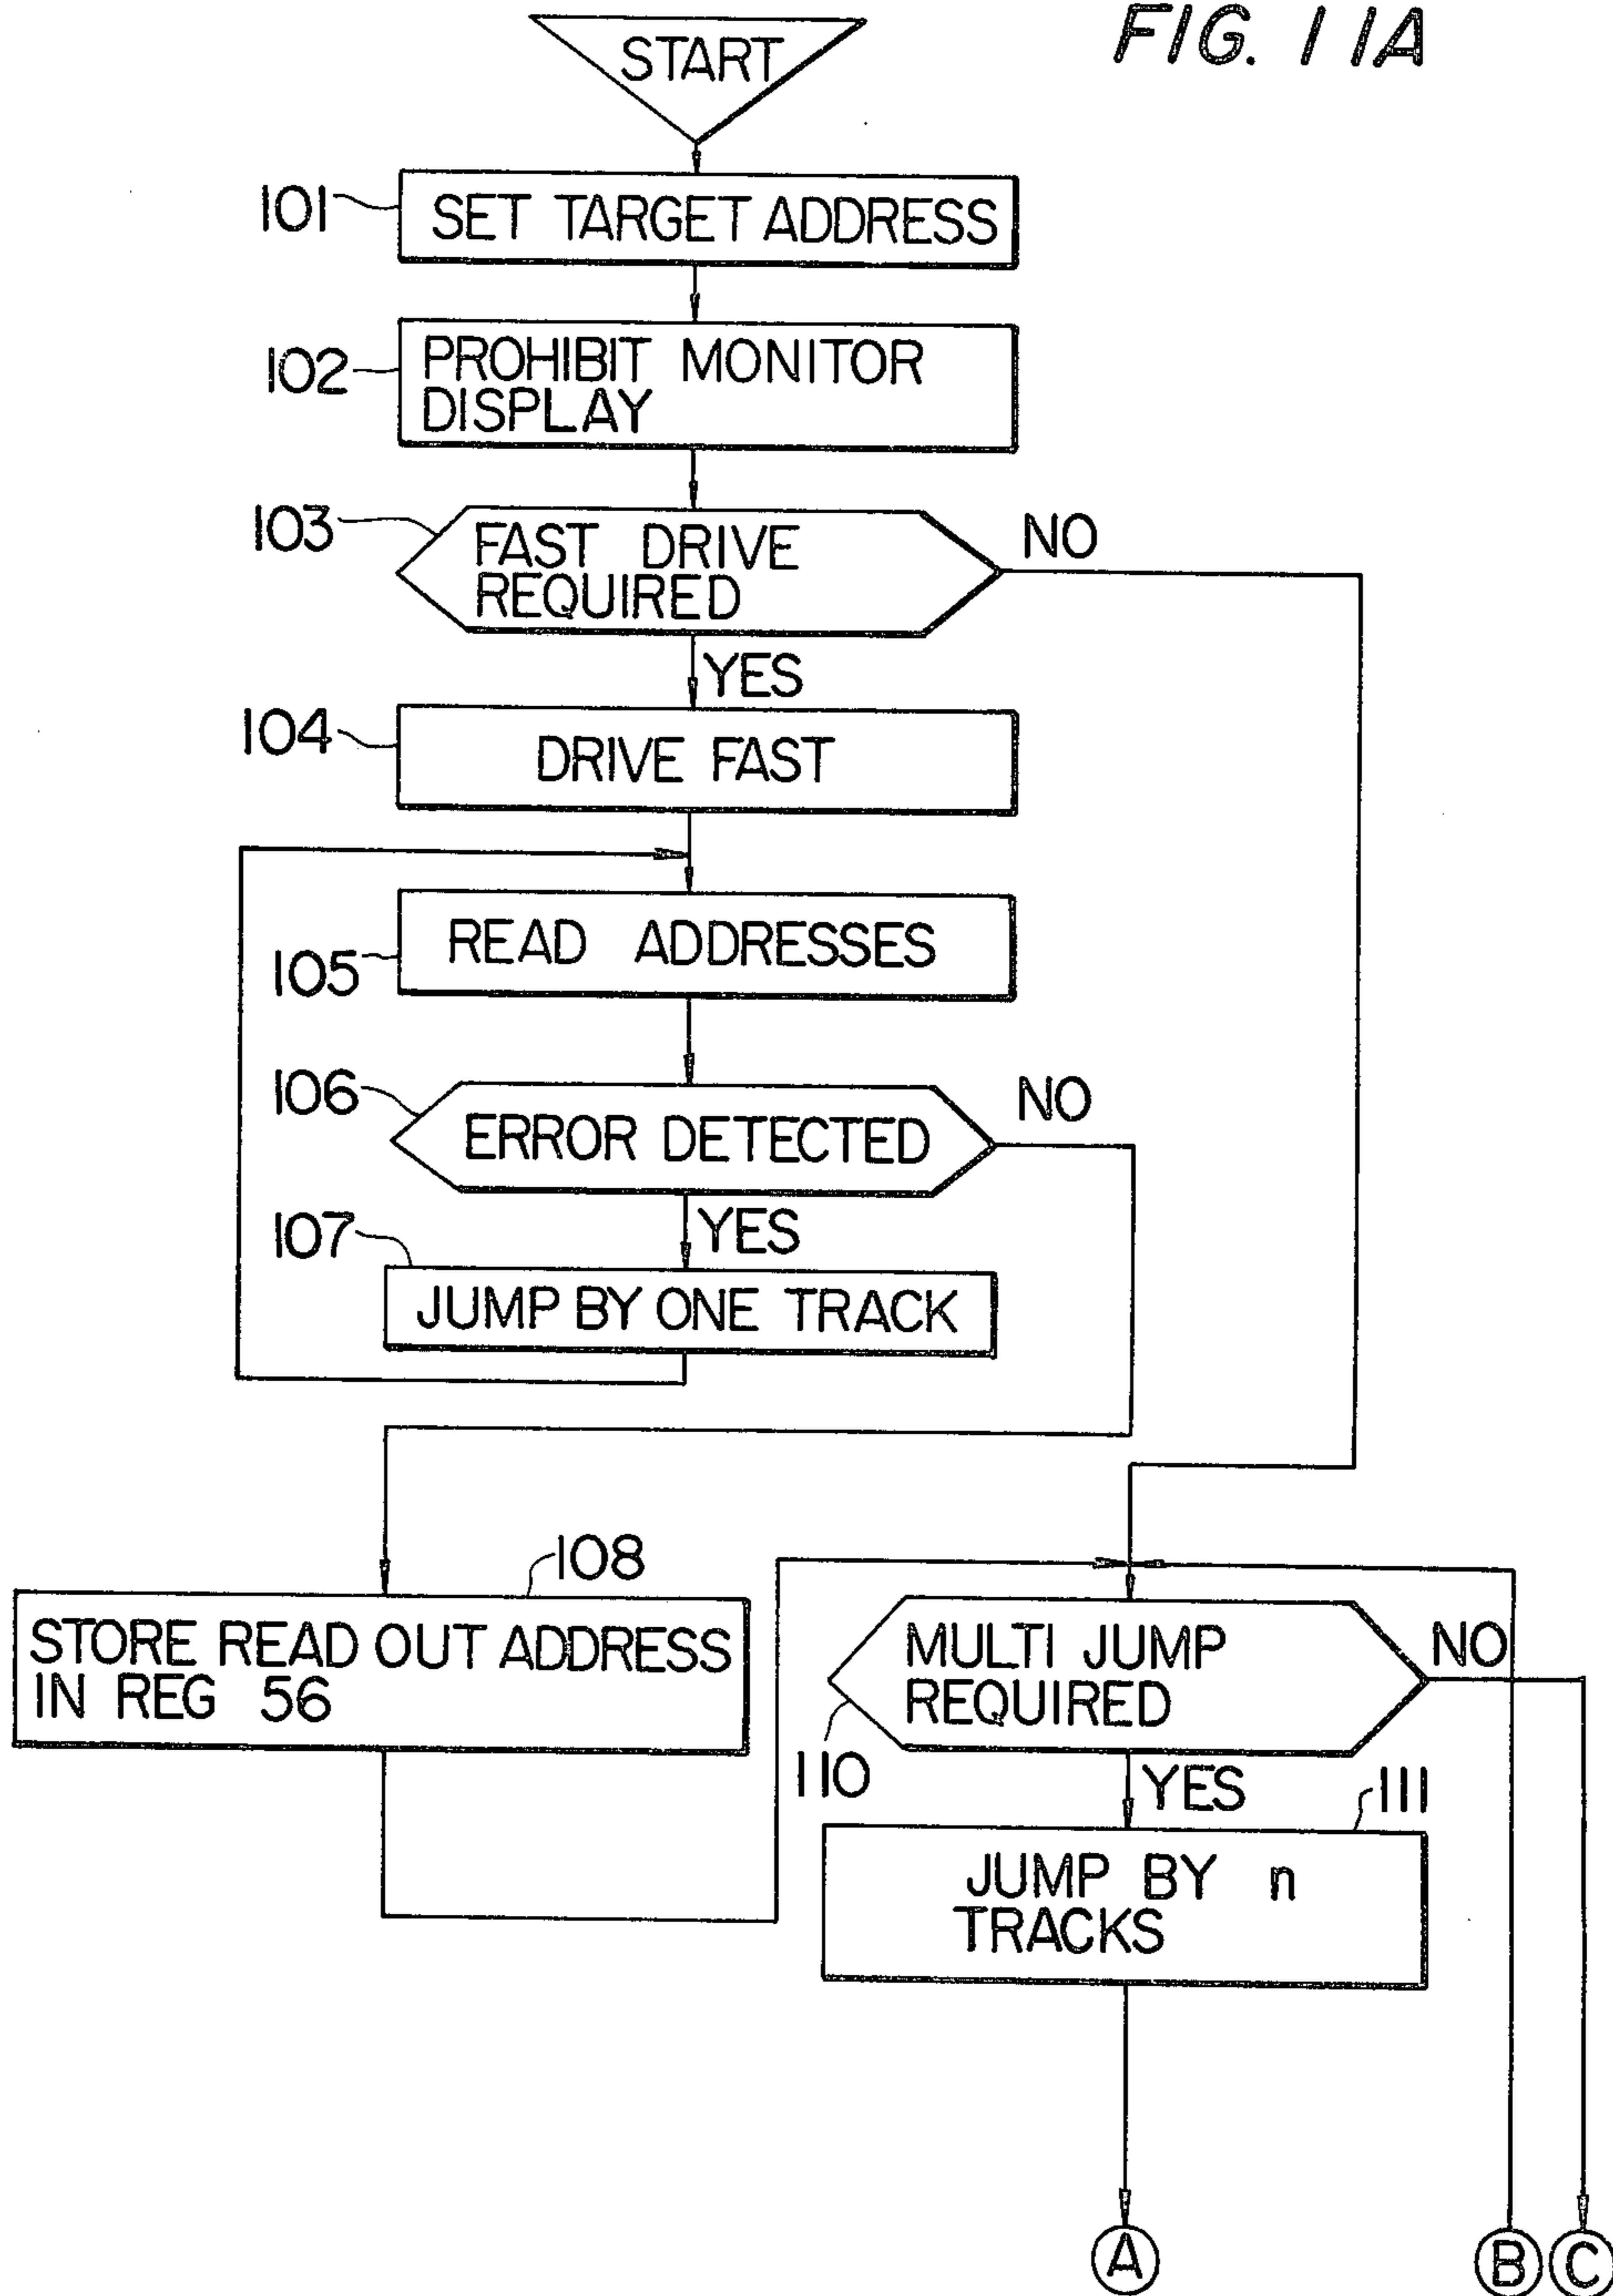 FIG. 11A
START
101
SET TARGET ADDRESS
102
PROHIBIT MONITOR
DISPLAY
103
FAST DRIVE
REQUIRED
NO
YES
104
DRIVE FAST
READ ADDRESSES
105
106
ERROR DETECTED
NO
YES
107
JUMP BY ONE TRACK
108
STORE READ OUT ADDRESS
IN REG 56
MULTI JUMP
REQUIRED
NO
110
YES
111
JUMP BY n
TRACKS
A
B
C